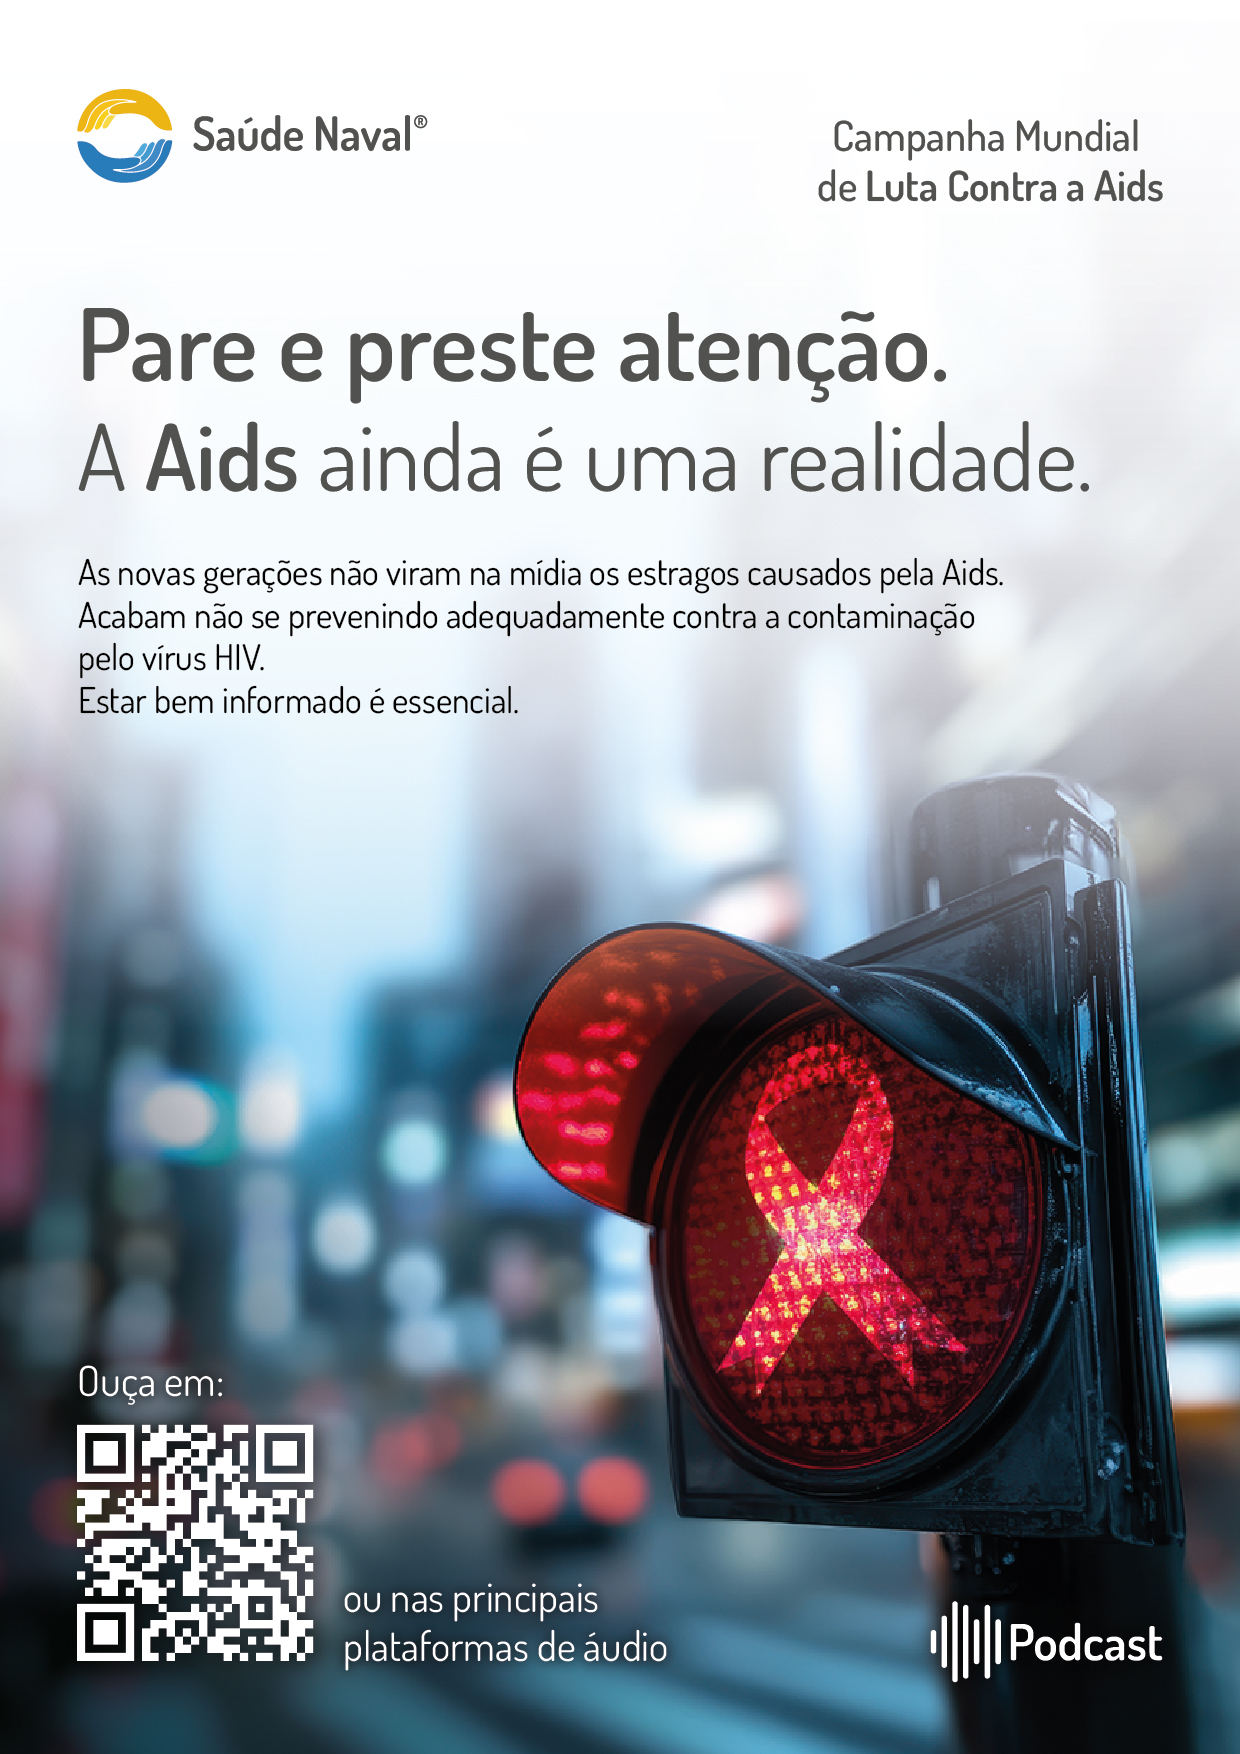 Saúde Naval®
Campanha Mundial
de Luta Contra a Aids
Pare e preste atenção.
A Aids ainda é uma realidade.
As novas gerações não viram na mídia os estragos causados pela Aids.
Acabam não se prevenindo adequadamente contra a contaminação
pelo vírus HIV.
Estar bem informado é essencial.
Ouça em:
ou nas principais
plataformas de áudio
Podcast